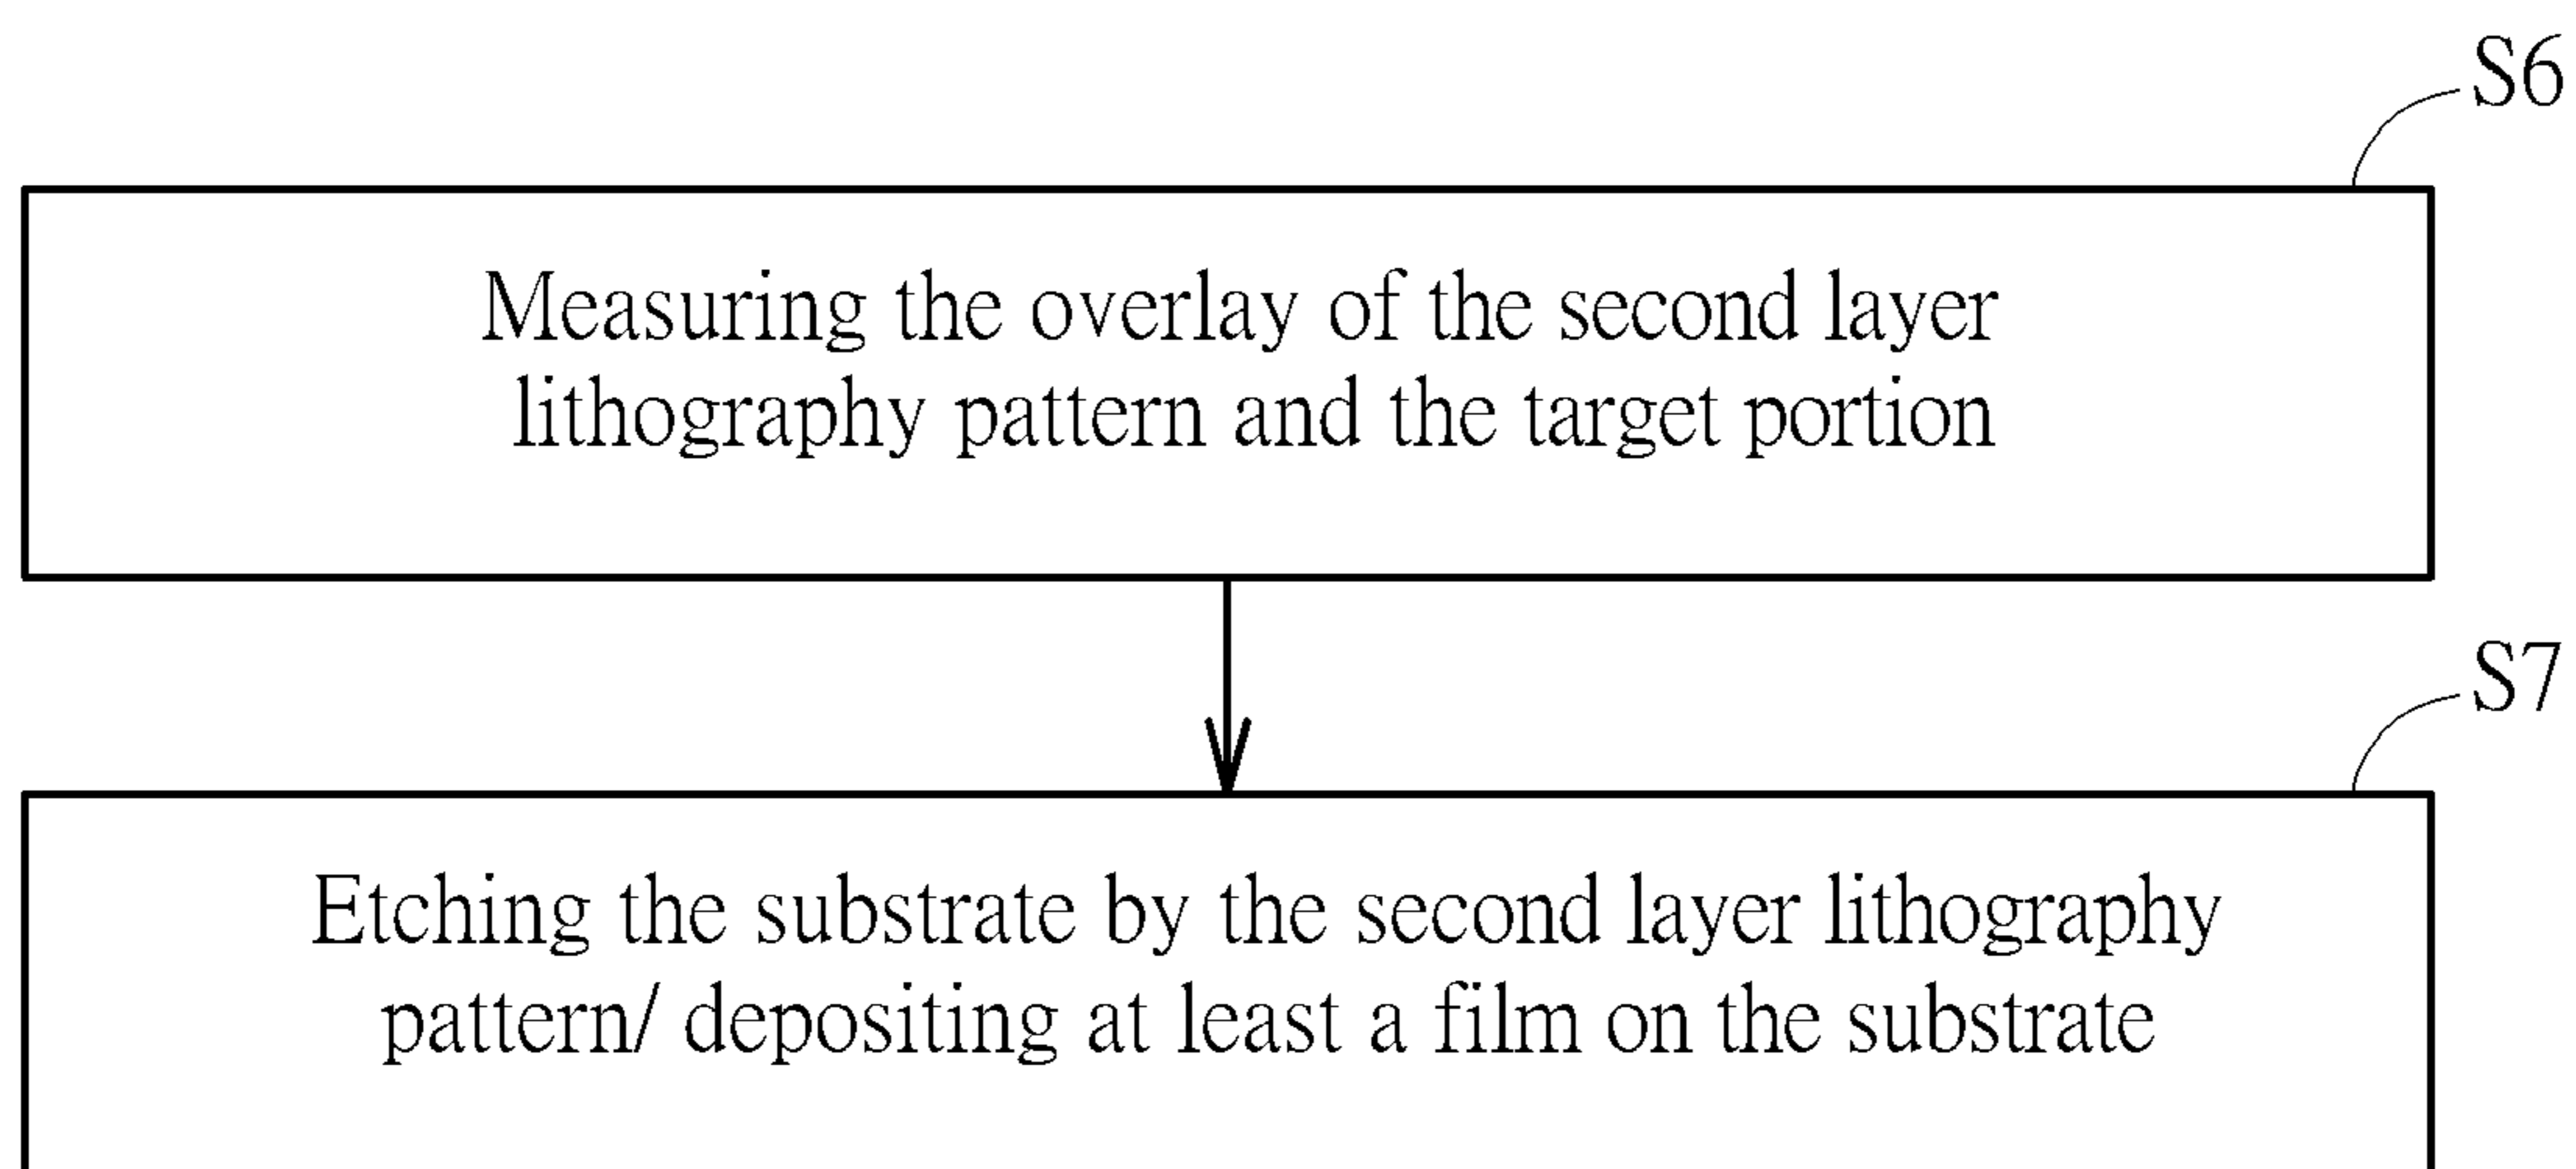 S6
Measuring the overlay of the second layer
lithography pattern and the target portion
S7
Etching the substrate by the second layer lithography
pattern/ depositing at least a film on the substrate